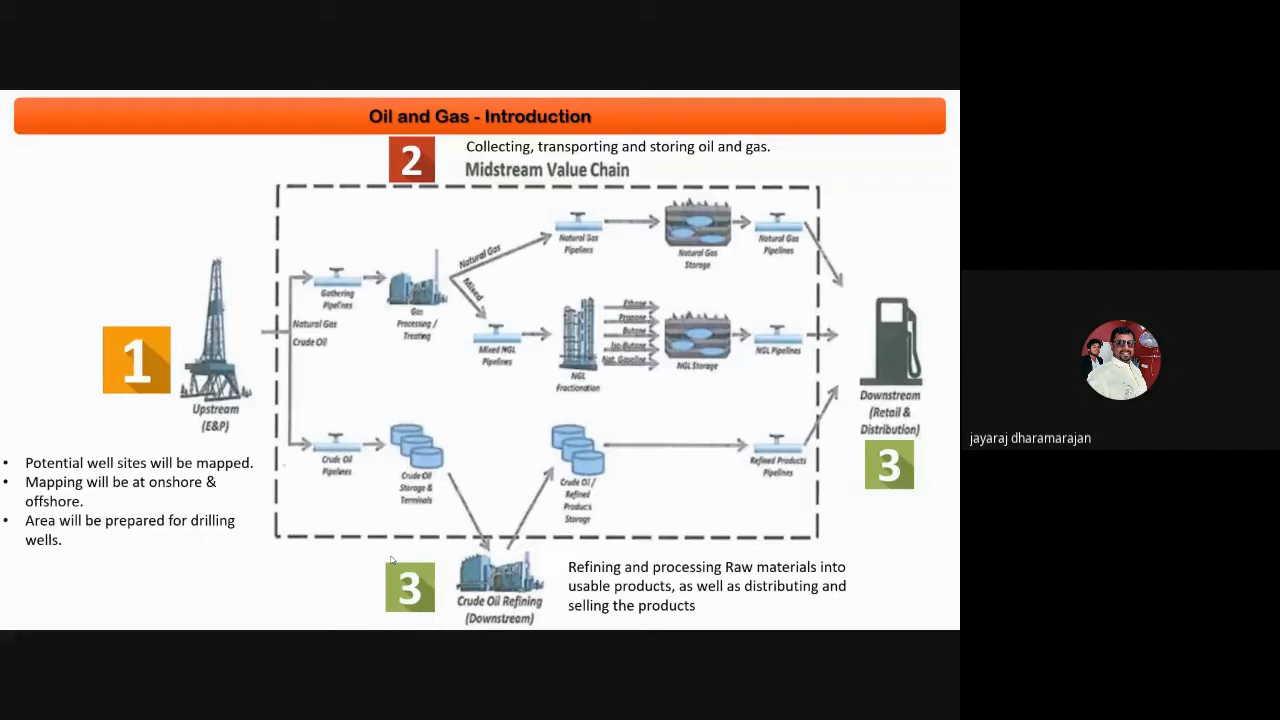 Oil and Gas - Introduction
2
Collecting, transporting and storing oil and gas.
Midstream Value Chain
1
Upstream
(E&P)
• Potential well sites will be mapped.
• Mapping will be at onshore &
offshore.
• Area will be prepared for drilling
wells.
Natural Gas
Crude Oil
Gathering
Pipelines
Gas
Processing /
Treating
Natural Gas
Mixed
Natural Gas
Pipelines
Natural Gas
Storage
Natural Gas
Pipelines
Mixed NGL
Pipelines
NGL
Fractionation
Ethane
Propane
Butane
Iso-Butane
Nat. Gasoline
NGL Storage
NGL Pipelines
Crude Oil
Pipelines
Crude Oil
Storage &
Terminals
Crude Oil /
Refined
Product
Storage
Refined Products
Pipelines
Downstream
(Retail &
Distribution)
3
3
Crude Oil Refining
(Downstream)
Refining and processing Raw materials into
usable products, as well as distributing and
selling the products
jayaraj dharamarajan